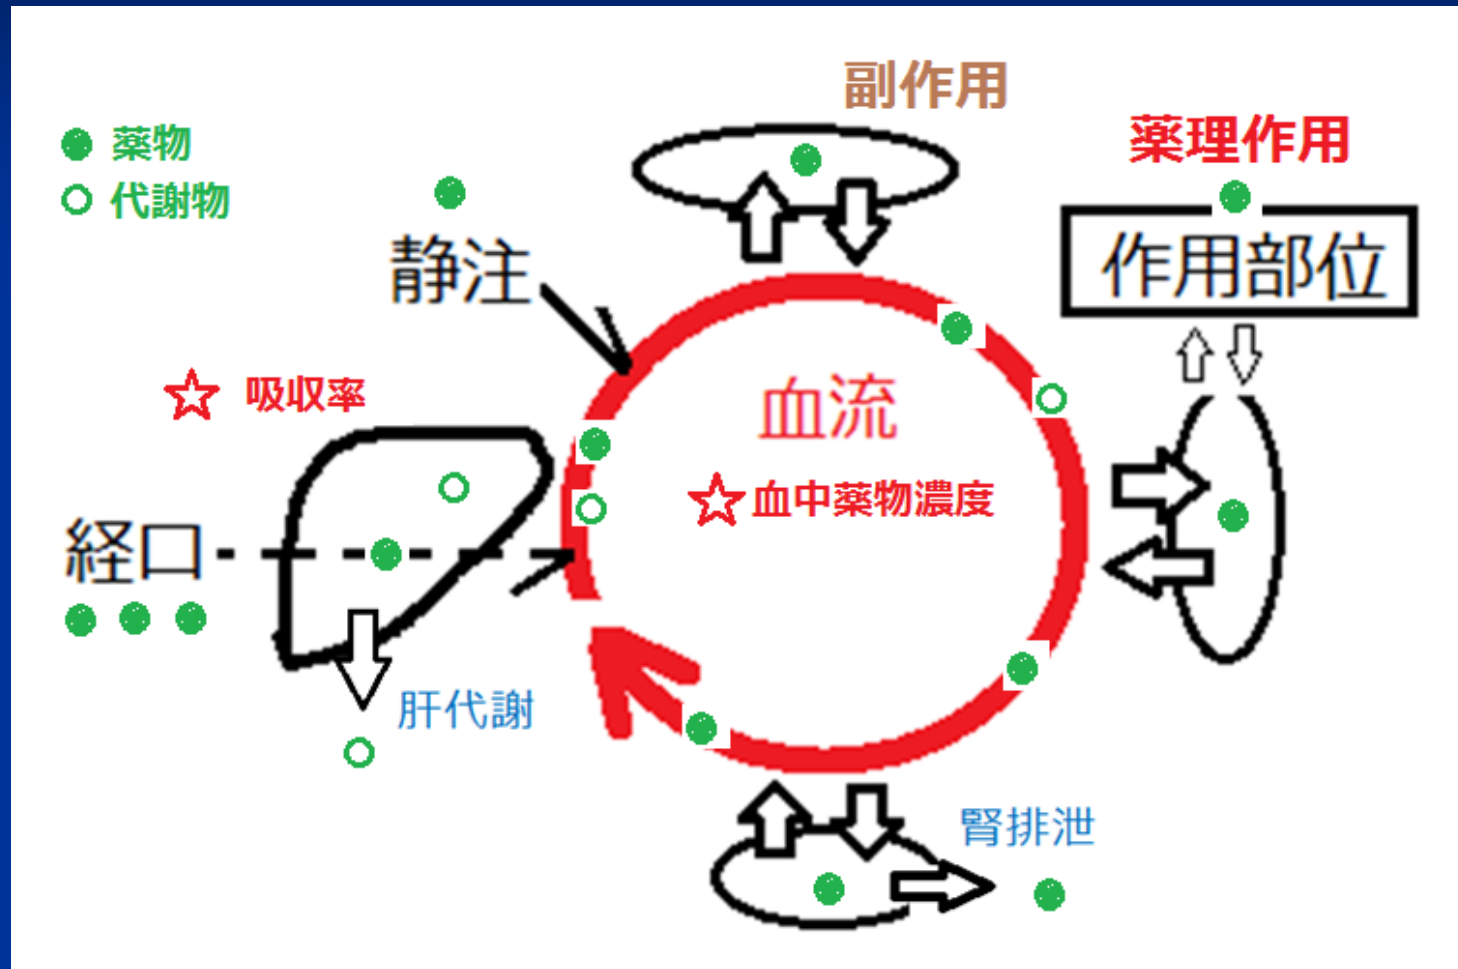 副作用
薬物
薬理作用
代謝物
静注
作用部位
吸収率
血流
血中薬物濃度
経口
肝代謝
腎排泄